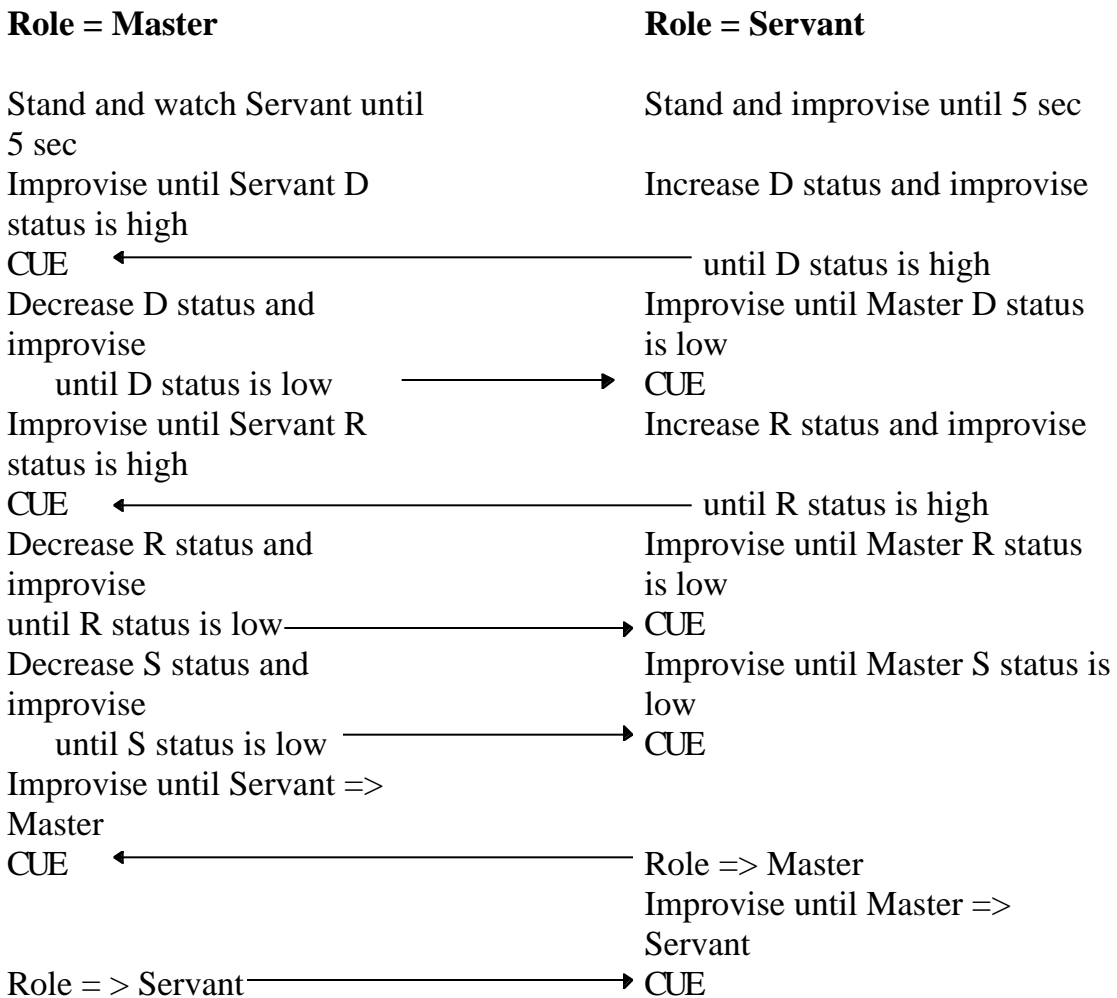 Role = Master Role = Servant
Stand and watch Servant until Stand and improvise until 5 sec
5 sec
Improvise until Servant D Increase D status and improvise
status is high
CUE until D status is high
Decrease D status and Improvise until Master D status
improvise is low
until D status is low CUE
Improvise until Servant R Increase R status and improvise
status is high
CUE until R status is high
Decrease R status and Improvise until Master R status
improvise is low
until R status is low CUE
Decrease S status and Improvise until Master S status is
improvise low
until S status is low CUE
Improvise until Servant =>
Master
CUE Role => Master
Improvise until Master =>
Servant
Role = > Servant CUE